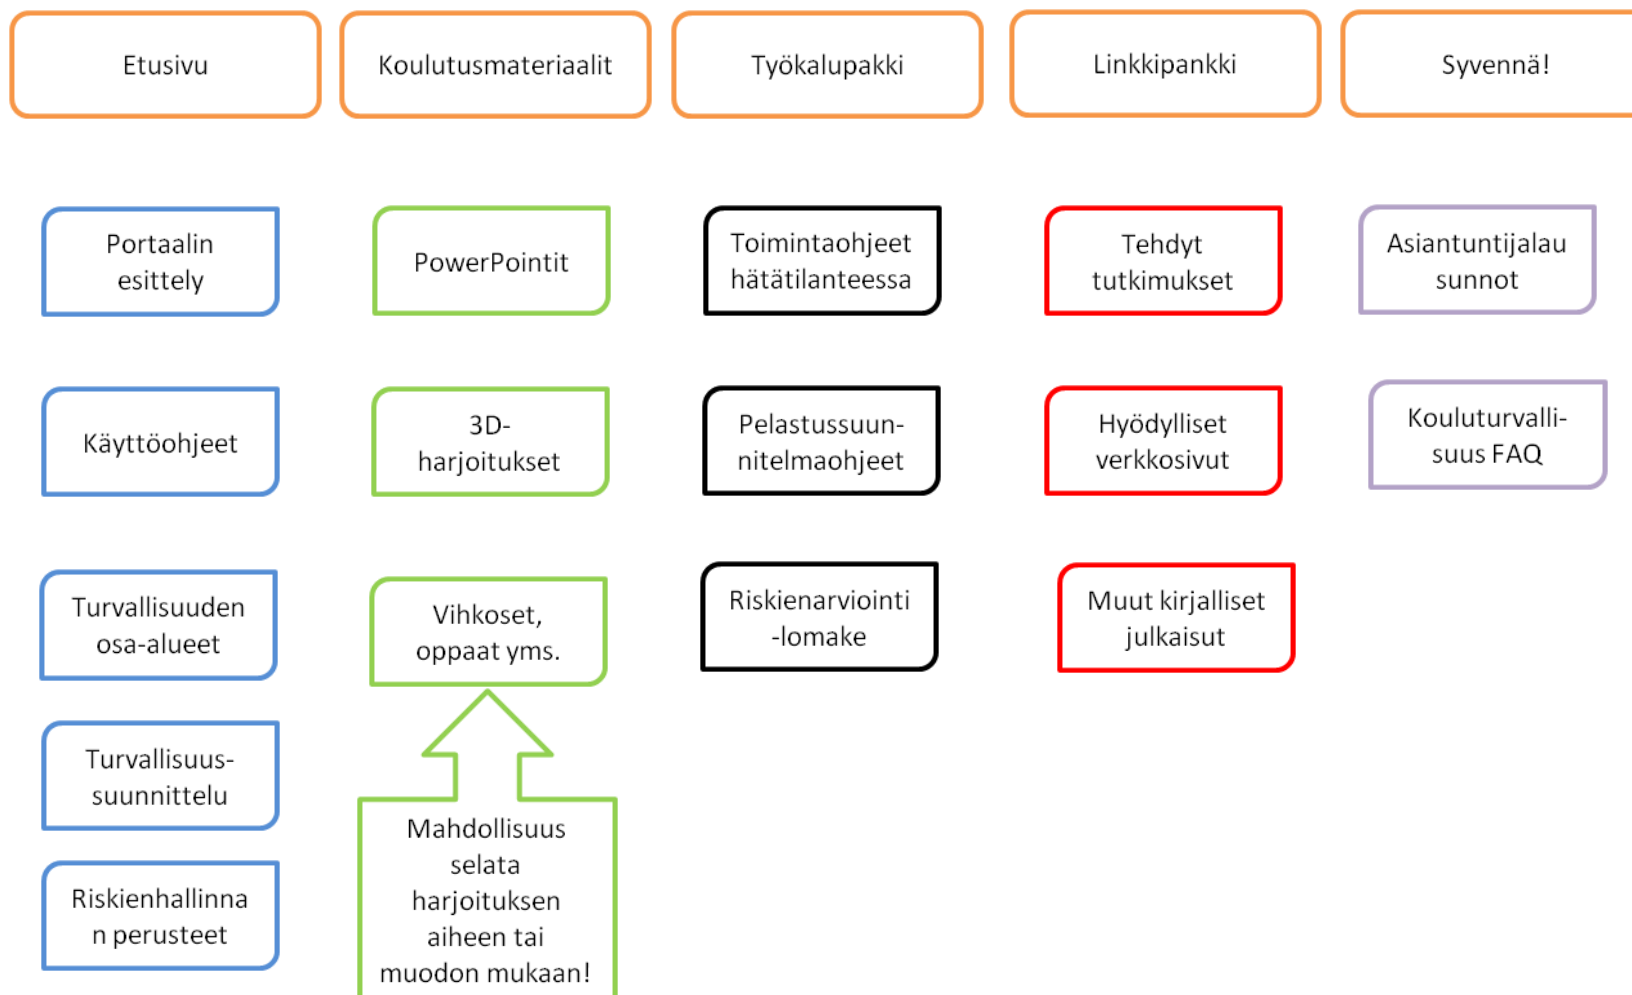 Etusivu
Koulutusmateriaalit
Työkalupakki
Linkkipankki
Syvennä!
Portaalin
esittely
PowerPointit
Toimintaohjeet
hätätilanteessa
Tehdyt
tutkimukset
Asiantuntijalau
sunnot
Käyttöohjeet
3D-
harjoitukset
Pelastussuun-
nitelmaohjeet
Hyödylliset
verkkosivut
Kouluturvalli-
suus FAQ
Turvallisuuden
osa-alueet
Vihkoset,
oppaat yms.
Riskienarviointi
-lomake
Muut kirjalliset
julkaisut
Turvallisuus-
suunnittelu
Mahdollisuus
selata
harjoituksen
aiheen tai
muodon mukaan!
Riskienhallinna
n perusteet